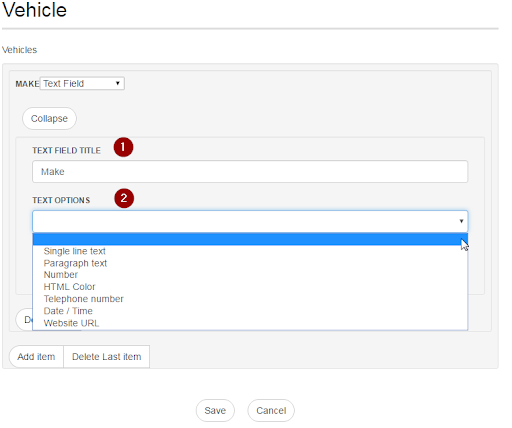 Vehicle
Vehicles
MAKE Text Field
Collapse
TEXT FIELD TITLE 1
Make
TEXT OPTIONS 2
Single line text
Paragraph text
Number
HTML Color
Telephone number
Date / Time
Website URL
Add item Delete Last item
Save Cancel